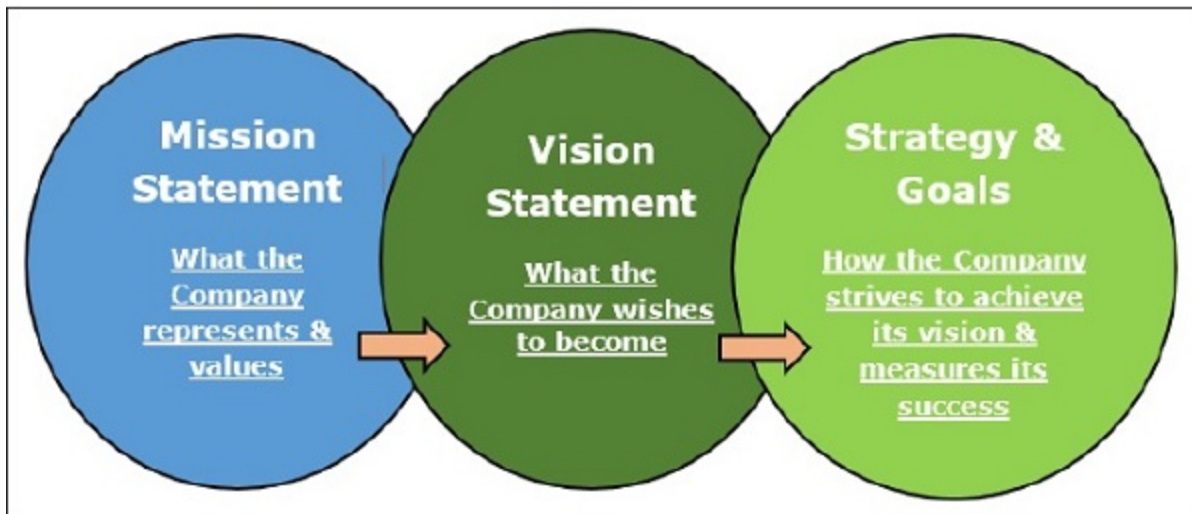 Mission
Statement
What the
Company
represents &
values
Vision
Statement
What the
Company wishes
to become
Strategy &
Goals
How the Company
strives to achieve
its vision &
measures its
success